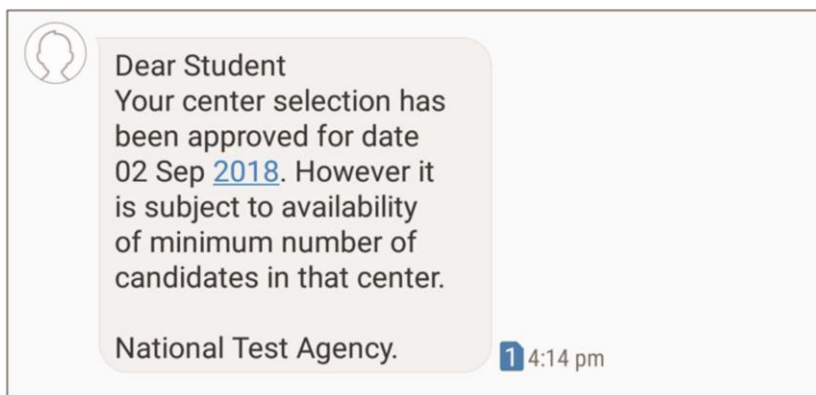 Dear Student
Your center selection has
been approved for date
02 Sep 2018. However it
is subject to availability
of minimum number of
candidates in that center.
National Test Agency.
1 4:14 pm